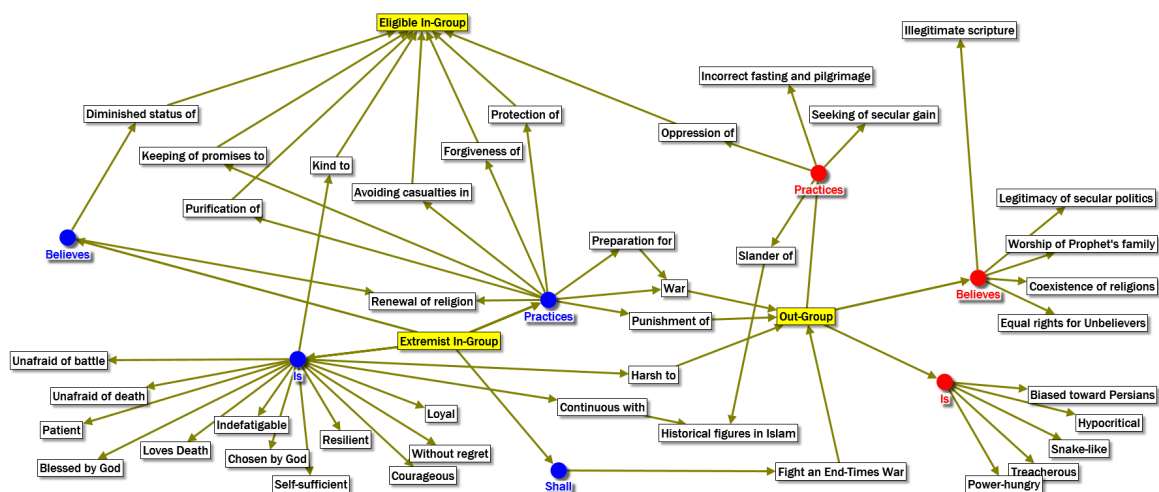 Eligible In-Group
Illegitimate scripture
Incorrect fasting and pilgrimage
Diminished status of
Protection of
Seeking of secular gain
Oppression of
Keeping of promises to
Forgiveness of
Kind to
Avoiding casualties in
Practices
Purification of
Legitimacy of secular politics
Believes
Preparation for
Slander of
Worship of Prophet's family
Renewal of religion
War
Believes
Coexistence of religions
Practices
Punishment of
Out-Group
Equal rights for Unbelievers
Extremist In-Group
Unafraid of battle
Is
Harsh to
Unafraid of death
Is
Biased toward Persians
Continuous with
Loyal
Hypocritical
Patient
Indefatigable
Resilient
Historical figures in Islam
Snake-like
Loves Death
Without regret
Blessed by God
Chosen by God
Courageous
Fight an End-Times War
Treacherous
Self-sufficient
Shall
Power-hungry